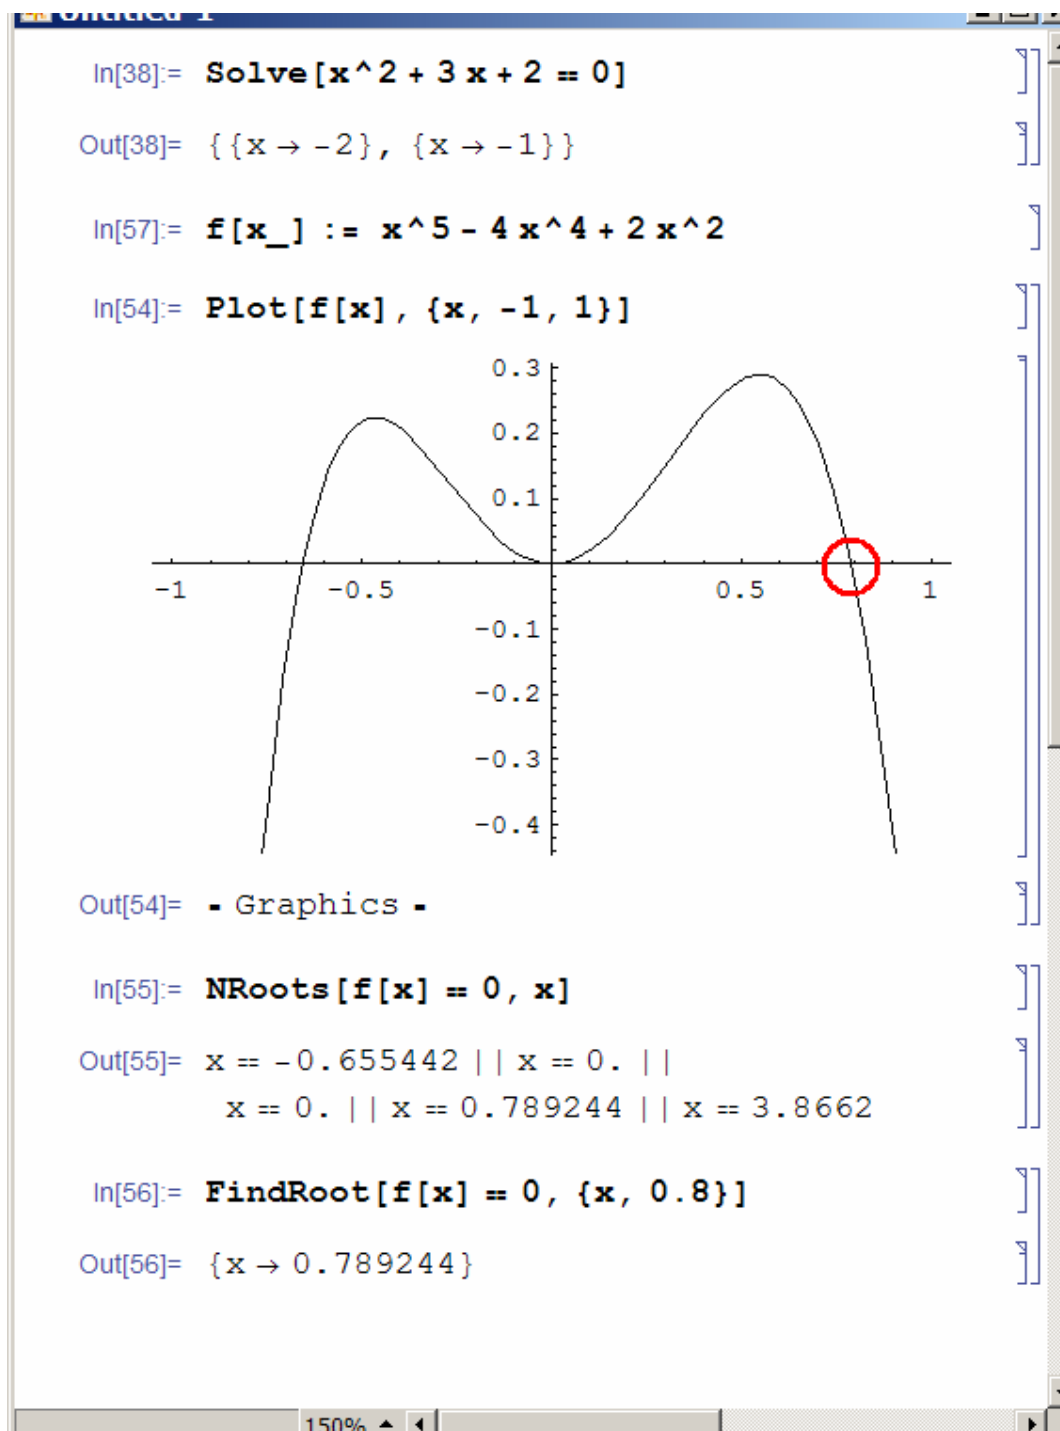 Untitled-1
In[38]:= Solve[x^2 + 3 x + 2 == 0]
Out[38]= {{x → -2}, {x → -1}}
In[57]:= f[x_] := x^5 - 4 x^4 + 2 x^2
In[54]:= Plot[f[x], {x, -1, 1}]
0.3
0.2
0.1
-1 -0.5 0.5 1
-0.1
-0.2
-0.3
-0.4
Out[54]= - Graphics -
In[55]:= NRoots[f[x] == 0, x]
Out[55]= x == -0.655442 || x == 0. ||
x == 0. || x == 0.789244 || x == 3.8662
In[56]:= FindRoot[f[x] == 0, {x, 0.8}]
Out[56]= {x → 0.789244}
150%